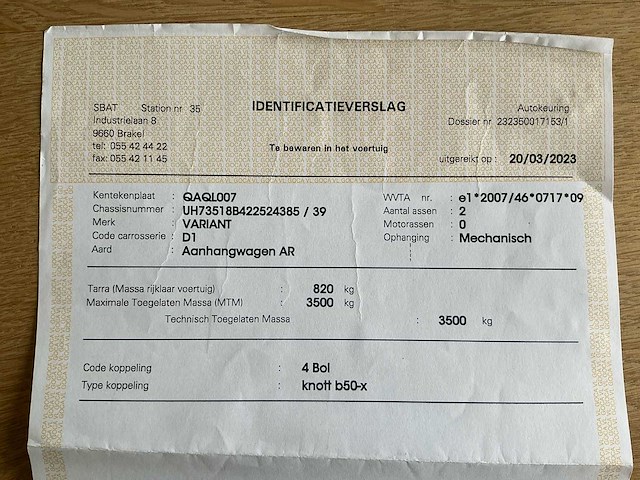 IDENTIFICATIEVERSLAG
SBAT Station nr 35
Industrielaan 8
9660 Brakel
tel: 055 42 44 22
fax: 055 42 11 45
Te bewaren in het voertuig
Autokeuring
Dossier nr 232350017153/1
uitgereikt op : 20/03/2023
Kentekenplaat : QAQL007
Chassisnummer : UH73518B422524385 / 39
Merk : VARIANT
Code carrosserie : D1
Aard : Aanhangwagen AR
WVTA nr. : e1*2007/46*0717*09
Aantal assen : 2
Motorassen : 0
Ophanging : Mechanisch
Tarra (Massa rijklaar voertuig) : 820 kg
Maximale Toegelaten Massa (MTM) : 3500 kg
Technisch Toegelaten Massa : 3500 kg
Code koppeling : 4 Bol
Type koppeling : knott b50-x